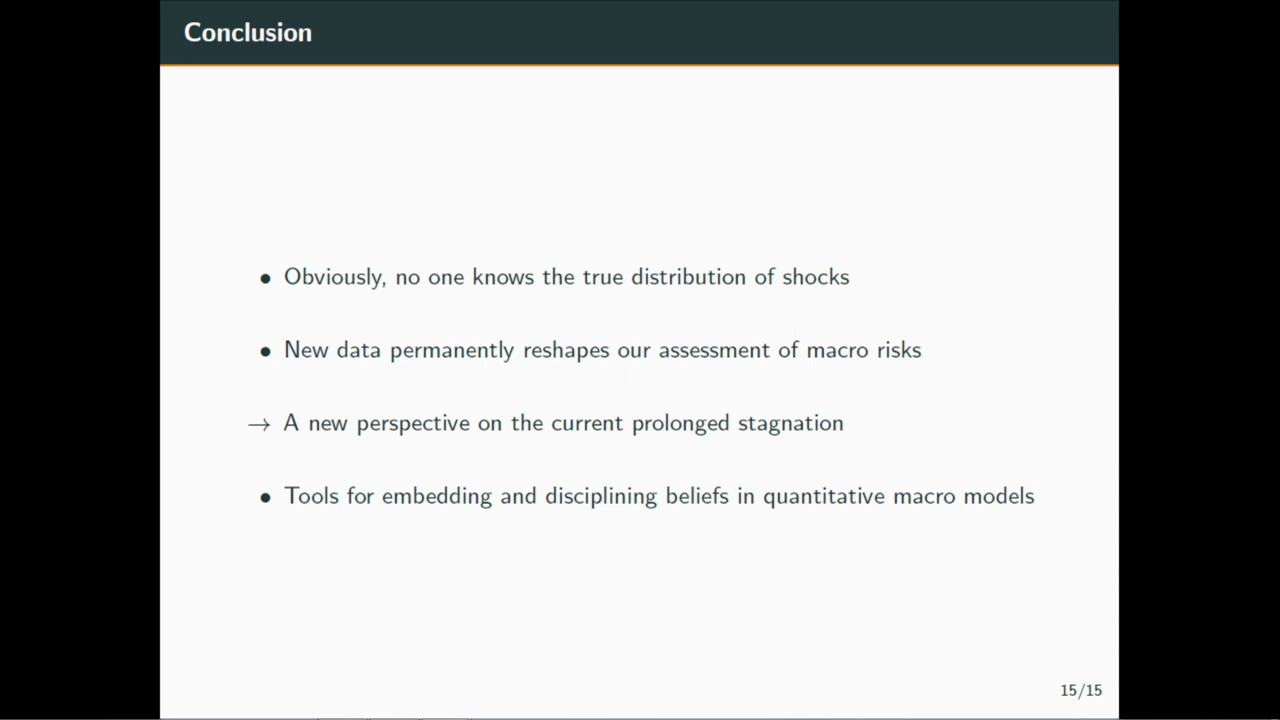 Conclusion
• Obviously, no one knows the true distribution of shocks
• New data permanently reshapes our assessment of macro risks
→ A new perspective on the current prolonged stagnation
• Tools for embedding and disciplining beliefs in quantitative macro models
15/15